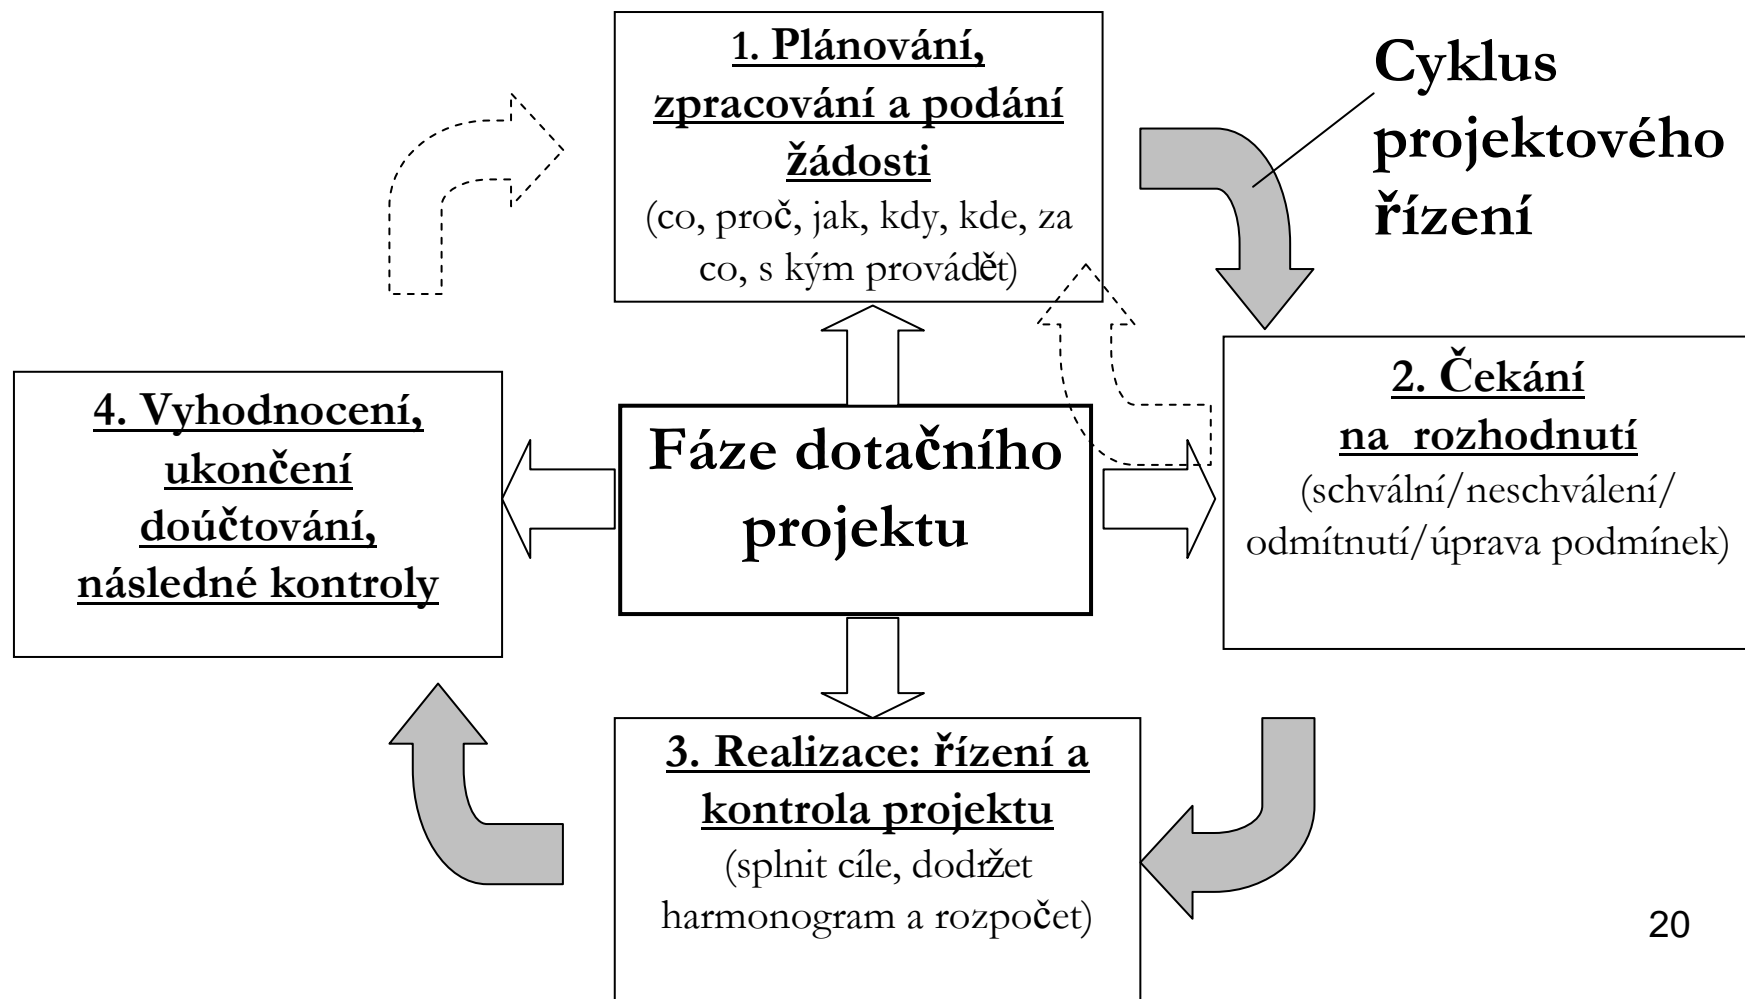 1. Plánování,
zpracování a podání
žádosti
(co, proč, jak, kdy, kde, za
co, s kým provádět)
Cyklus
projektového
řízení
2. Čekání
na rozhodnutí
(schvální/neschválení/
odmítnutí/úprava podmínek)
4. Vyhodnocení,
ukončení
doúčtování,
následné kontroly
Fáze dotačního
projektu
3. Realizace: řízení a
kontrola projektu
(splnit cíle, dodržet
harmonogram a rozpočet)
20